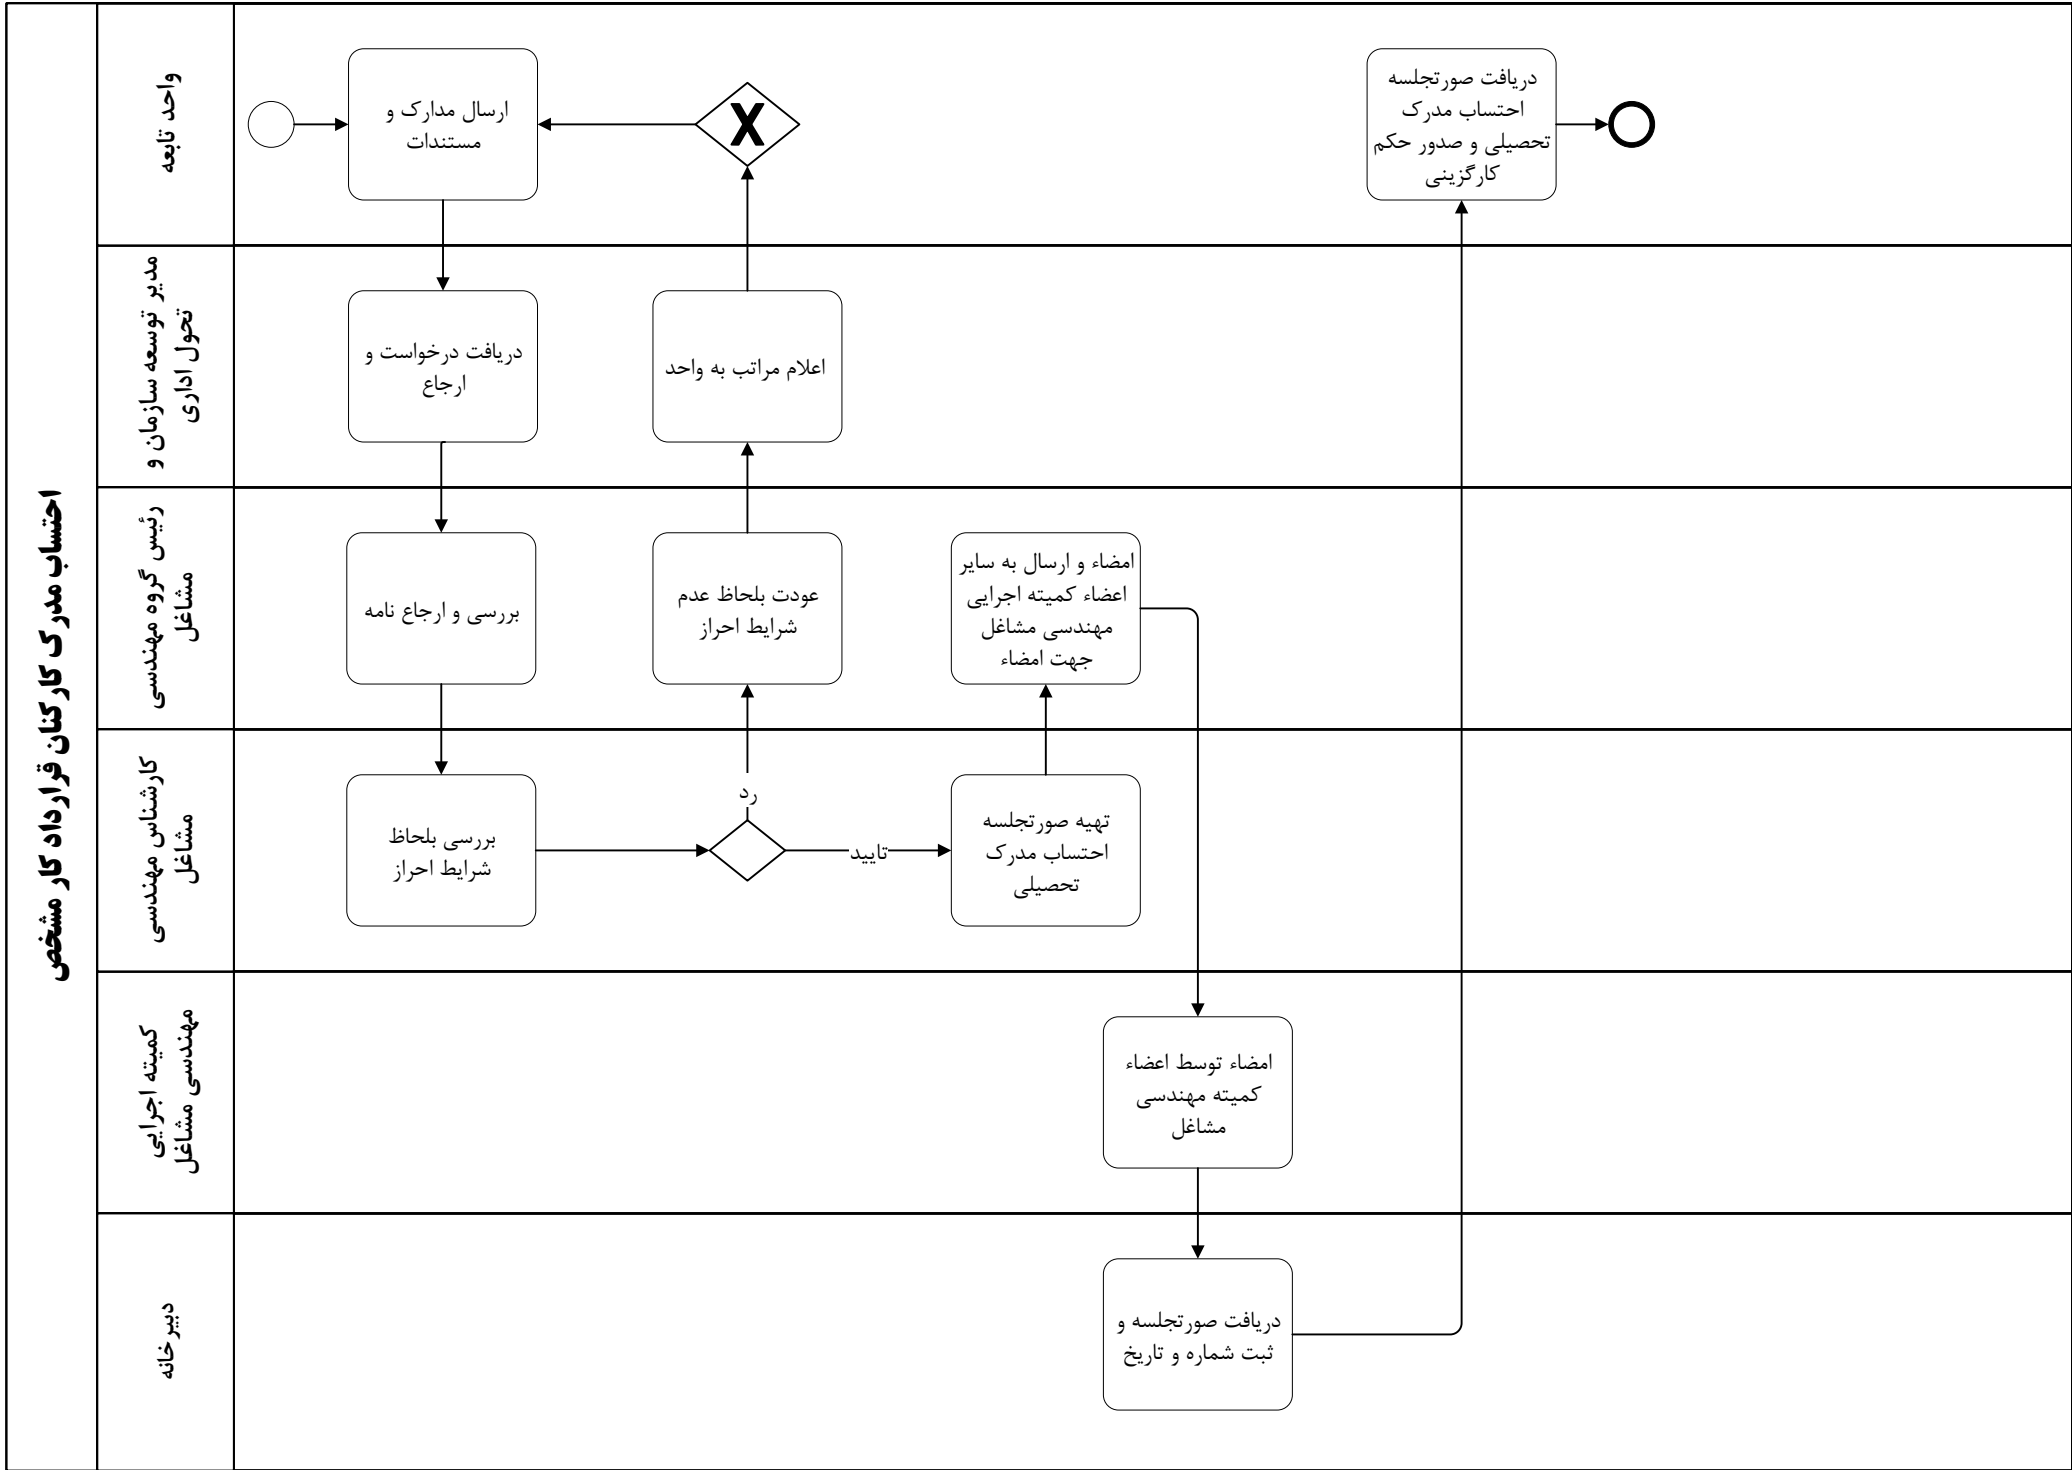 احتساب مدرک کارکنان قرارداد کار مشخص
واحد تابعه
ارسال مدارک و
مستندات
X
دریافت صورتجلسه
احتساب مدرک
تحصیلی و صدور حکم
کارگزینی
مدیر توسعه سازمان و
تحول اداری
دریافت درخواست و
ارجاع
اعلام مراتب به واحد
رئیس گروه مهندسی
مشاغل
بررسی و ارجاع نامه
عودت بلحاظ عدم
شرایط احراز
امضاء و ارسال به سایر
اعضاء کمیته اجرایی
مهندسی مشاغل
جهت امضاء
کارشناس مهندسی
مشاغل
بررسی بلحاظ
شرایط احراز
رد
تایید
تهیه صورتجلسه
احتساب مدرک
تحصیلی
کمیته اجرایی
مهندسی مشاغل
امضاء توسط اعضاء
کمیته مهندسی
مشاغل
دبیرخانه
دریافت صورتجلسه و
ثبت شماره و تاریخ